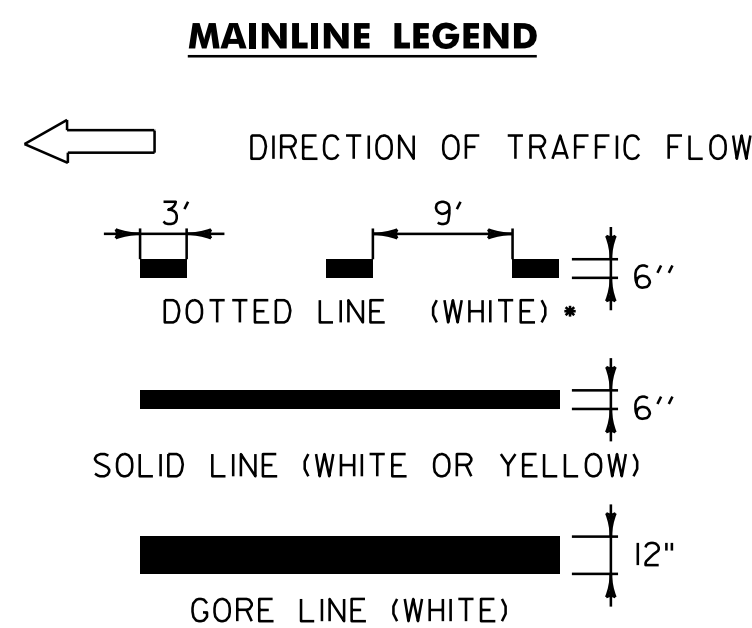 MAINLINE LEGEND
DIRECTION OF TRAFFIC FLOW
3′ 9′
6′′
DOTTED LINE (WHITE) *
6′′
SOLID LINE (WHITE OR YELLOW)
12"
GORE LINE (WHITE)